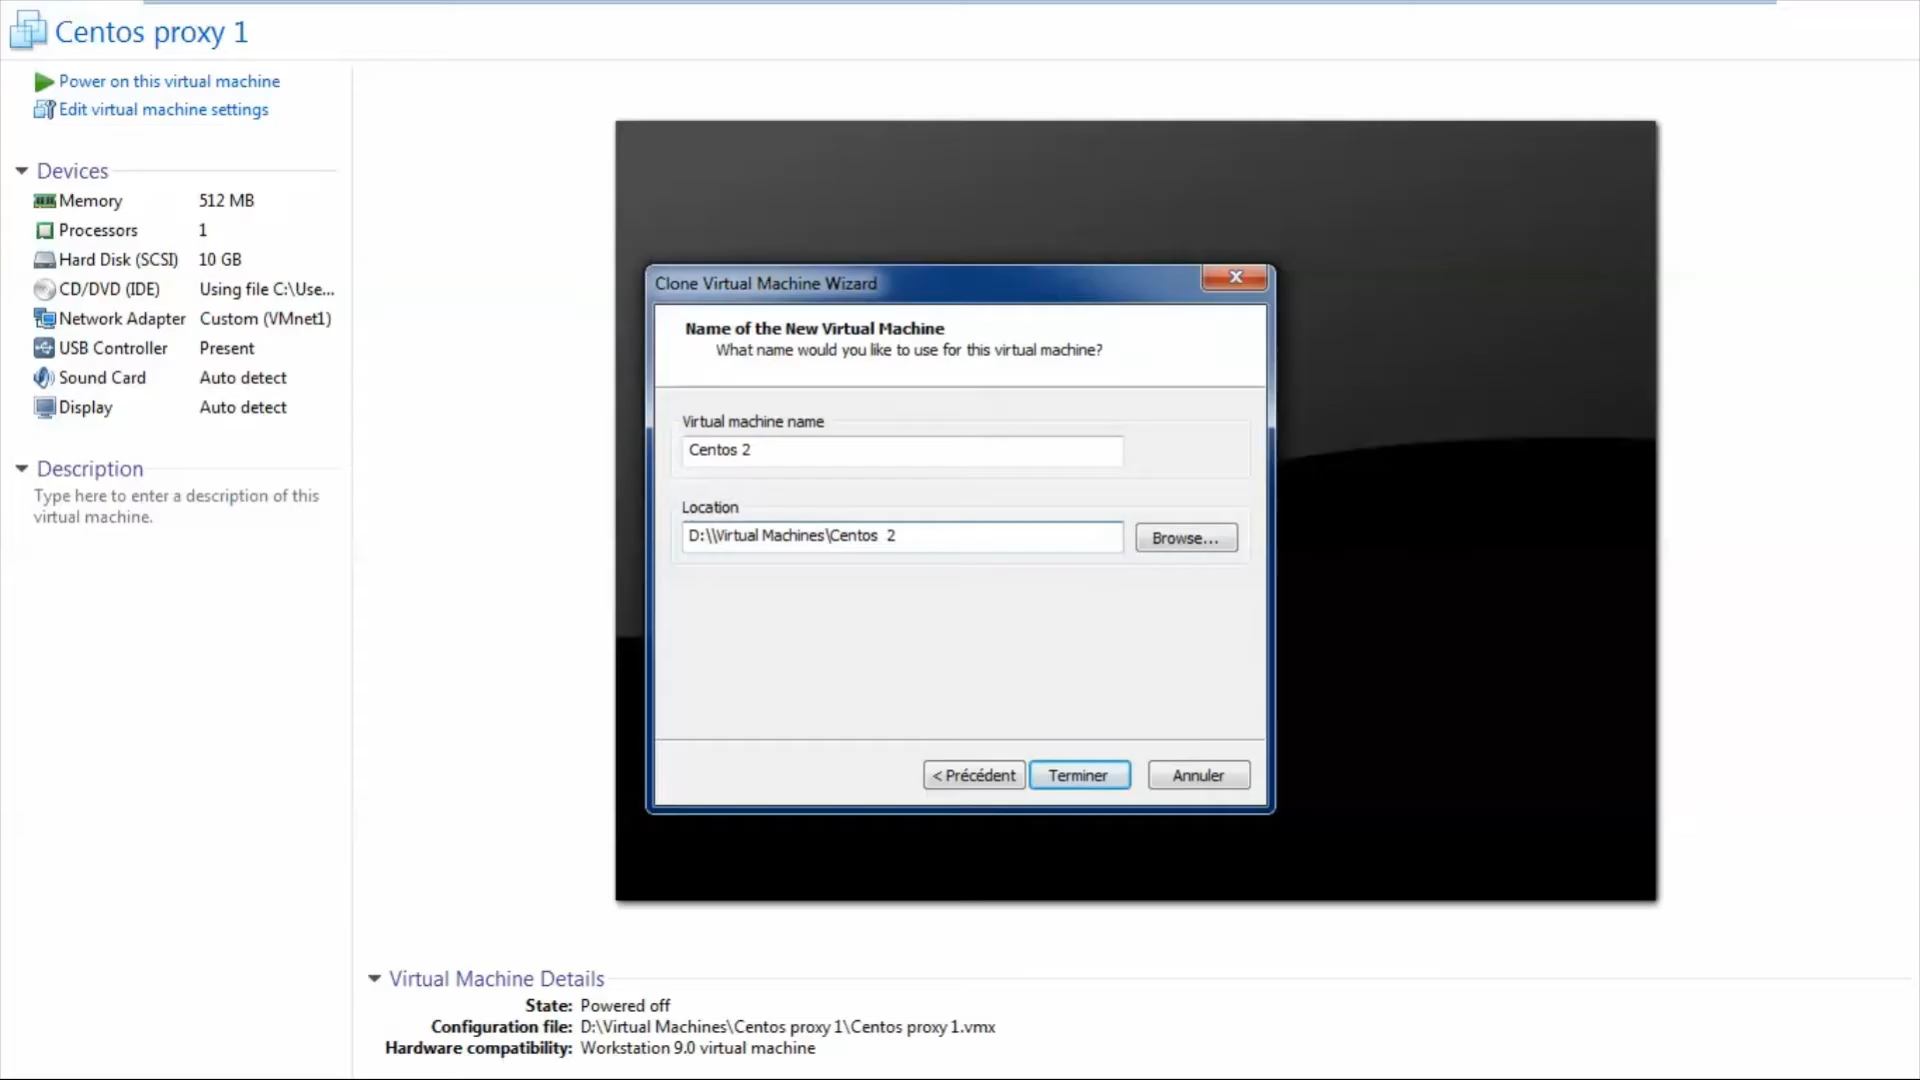 Centos proxy 1
Power on this virtual machine
Edit virtual machine settings
Devices
Memory 512 MB
Processors 1
Hard Disk (SCSI) 10 GB
CD/DVD (IDE) Using file C:\Use...
Network Adapter Custom (VMnet1)
USB Controller Present
Sound Card Auto detect
Display Auto detect
Description
Type here to enter a description of this
virtual machine.
Clone Virtual Machine Wizard
Name of the New Virtual Machine
What name would you like to use for this virtual machine?
Virtual machine name
Centos 2
Location
D:\\Virtual Machines\Centos  2
Browse...
< Précédent
Terminer
Annuler
Virtual Machine Details
State: Powered off
Configuration file: D:\Virtual Machines\Centos proxy 1\Centos proxy 1.vmx
Hardware compatibility: Workstation 9.0 virtual machine